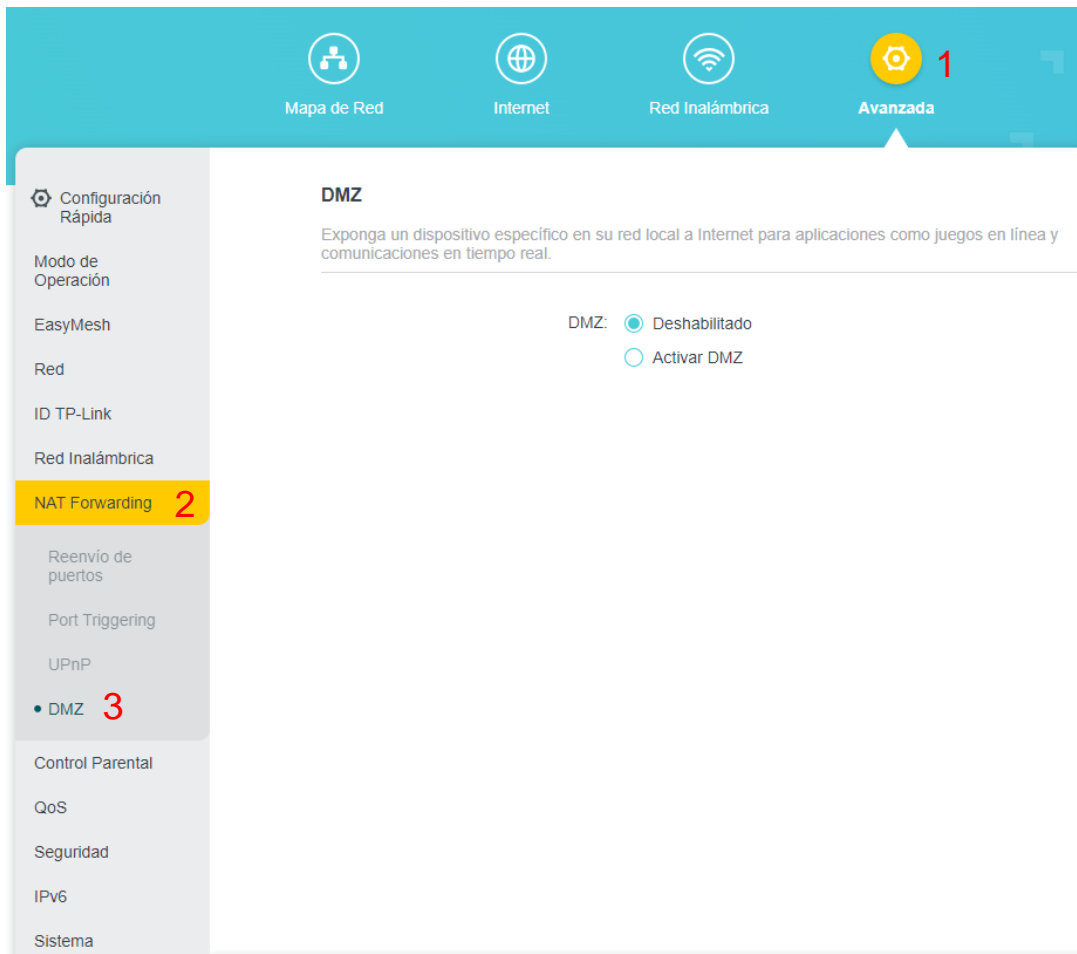 Mapa de Red
Internet
Red Inalámbrica
Avanzada
1
Configuración
Rápida
Modo de
Operación
EasyMesh
Red
ID TP-Link
Red Inalámbrica
NAT Forwarding
2
Reenvío de
puertos
Port Triggering
UPnP
DMZ
3
Control Parental
QoS
Seguridad
IPv6
Sistema
DMZ
Exponga un dispositivo específico en su red local a Internet para aplicaciones como juegos en línea y
comunicaciones en tiempo real.
DMZ:
Deshabilitado
Activar DMZ